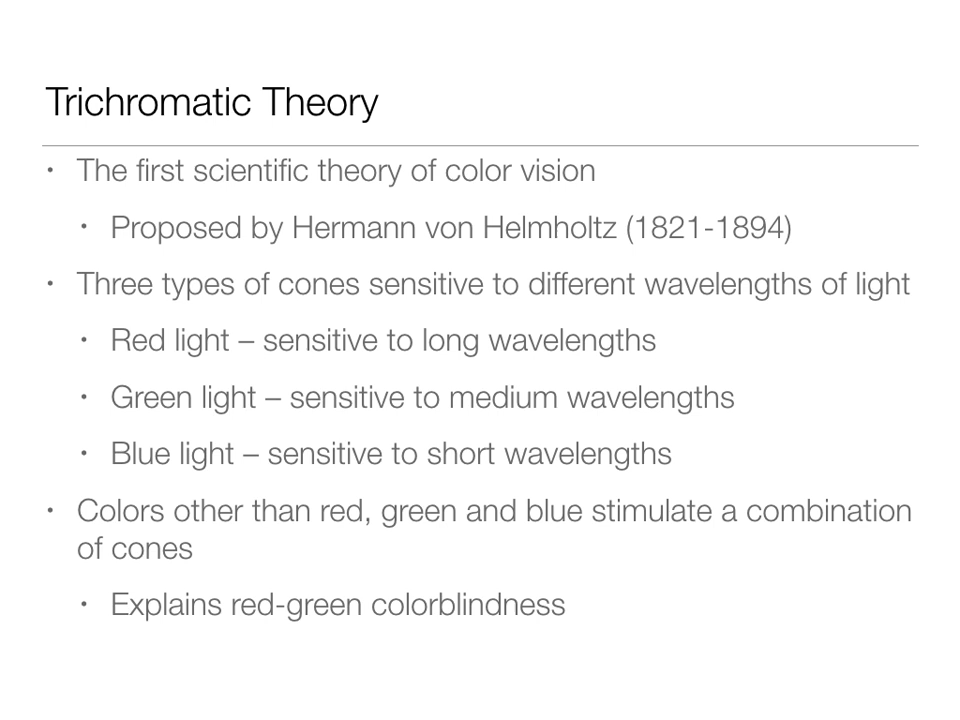 Trichromatic Theory
• The first scientific theory of color vision
• Proposed by Hermann von Helmholtz (1821-1894)
• Three types of cones sensitive to different wavelengths of light
• Red light – sensitive to long wavelengths
• Green light – sensitive to medium wavelengths
• Blue light – sensitive to short wavelengths
• Colors other than red, green and blue stimulate a combination
of cones
• Explains red-green colorblindness